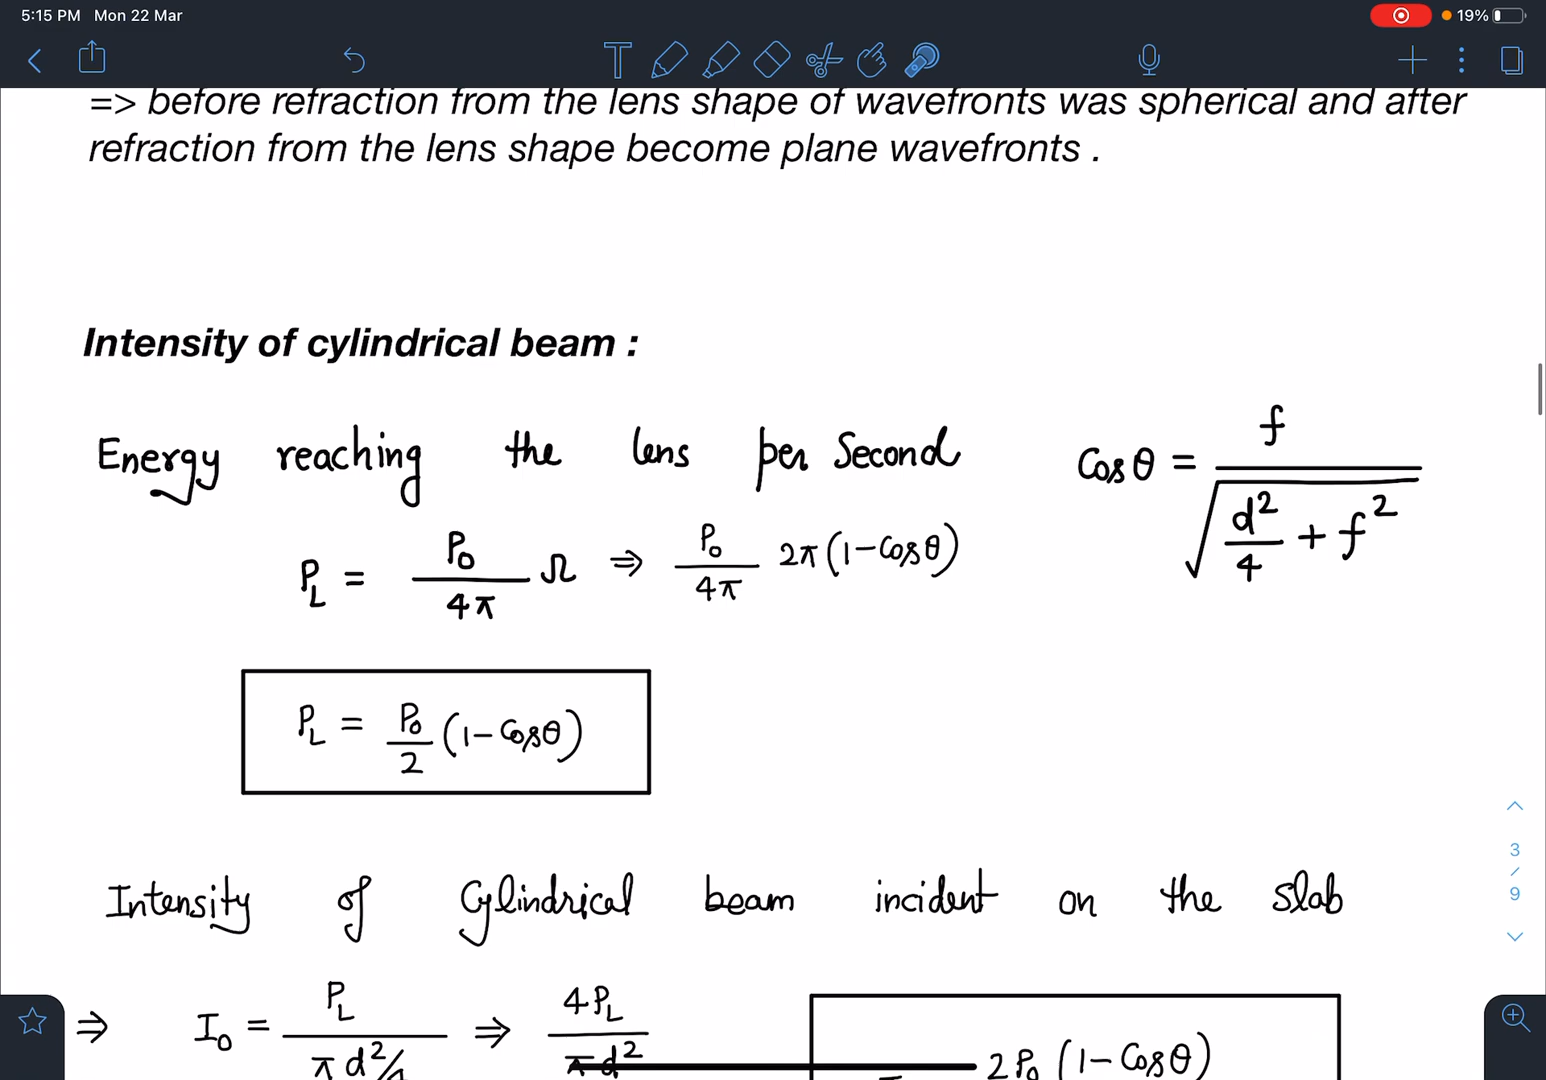 5:15 PM Mon 22 Mar 19%
=> before refraction from the lens shape of wavefronts was spherical and after
refraction from the lens shape become plane wavefronts .
Intensity of cylindrical beam :
Energy reaching the lens per Second
Cosθ = f / √(d²/4 + f²)
P_L = P₀/4π Ω ⇒ P₀/4π 2π(1-Cosθ)
P_L = P₀/2 (1-Cosθ)
3
/
9
Intensity of Cylindrical beam incident on the slab
⇒ I₀ = P_L / πd²/4 ⇒ 4P_L / πd²
2P₀(1-Cosθ)